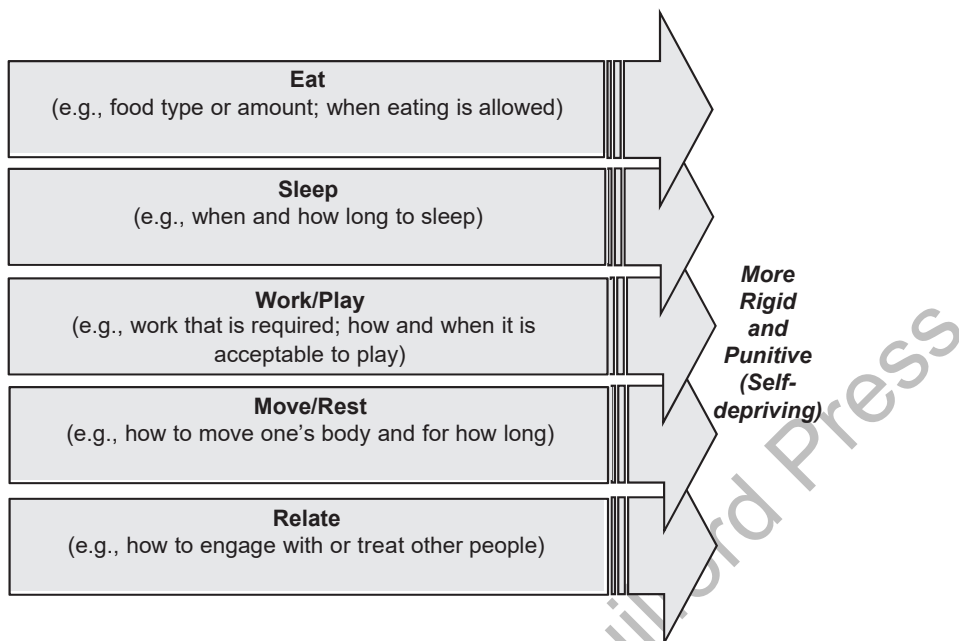 Eat
(e.g., food type or amount; when eating is allowed)
Sleep
(e.g., when and how long to sleep)
Work/Play
(e.g., work that is required; how and when it is
acceptable to play)
Move/Rest
(e.g., how to move one’s body and for how long)
Relate
(e.g., how to engage with or treat other people)
More
Rigid
and
Punitive
(Self-
depriving)
Press